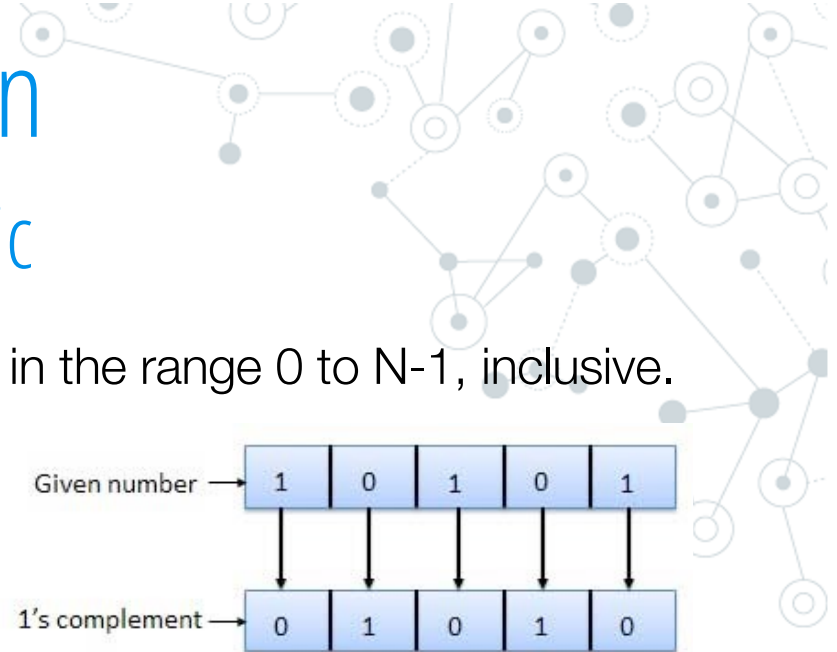 n
c
in the range 0 to N-1, inclusive.
Given number 1 0 1 0 1
1's complement 0 1 0 1 0